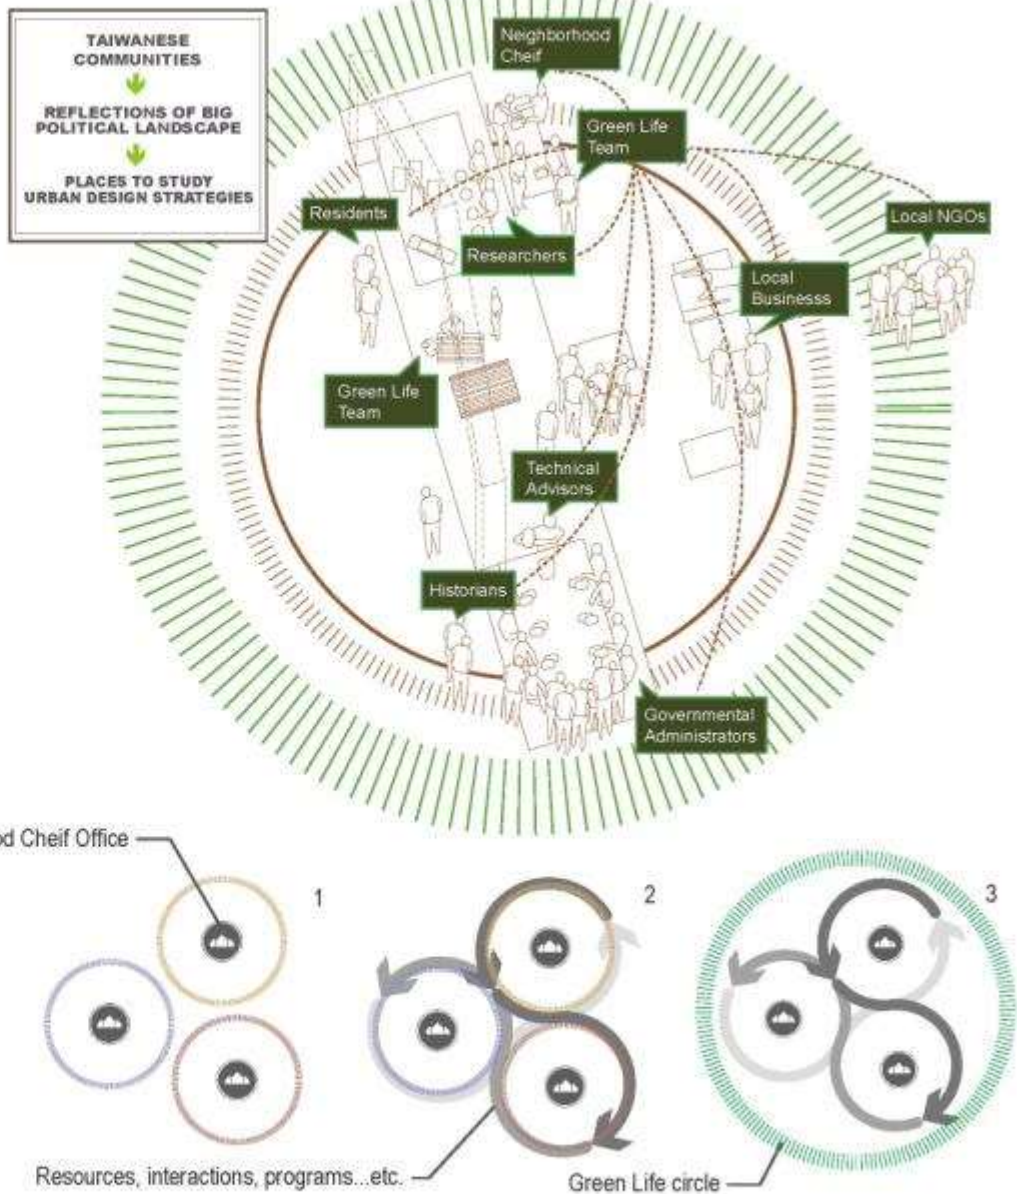 TAIWANESE
COMMUNITIES
REFLECTIONS OF BIG
POLITICAL LANDSCAPE
PLACES TO STUDY
URBAN DESIGN STRATEGIES
Neighborhood
Cheif
Green Life
Team
Residents
Researchers
Local NGOs
Local
Businesss
Green Life
Team
Technical
Advisors
Historians
Governmental
Administrators
od Cheif Office
1
2
3
Resources, interactions, programs...etc.
Green Life circle